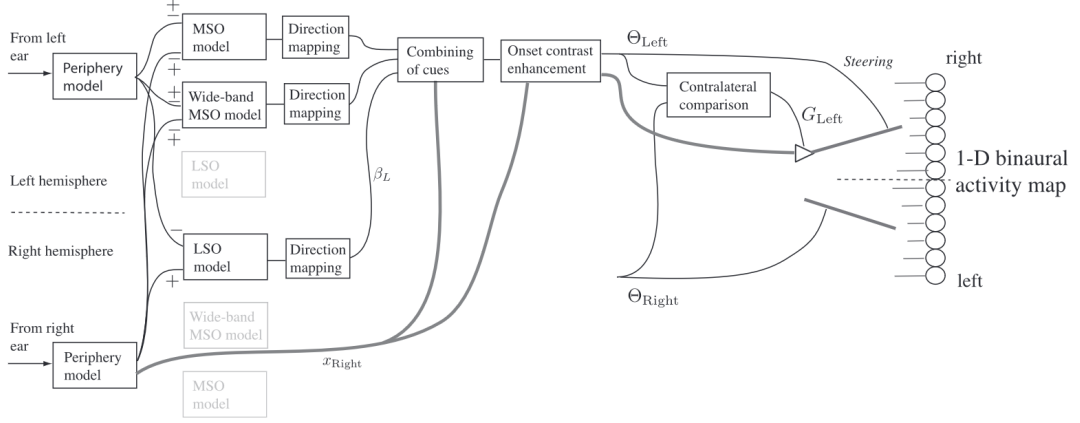 From left
ear
Periphery
model
+
−
MSO
model
Direction
mapping
+
−
+
−
Wide-band
MSO model
Direction
mapping
+
−
LSO
model
Left hemisphere
Right hemisphere
−
LSO
model
+
Direction
mapping
β_L
Wide-band
MSO model
MSO
model
From right
ear
Periphery
model
x_Right
Combining
of cues
Onset contrast
enhancement
Θ_Left
Steering
Contralateral
comparison
G_Left
Θ_Right
right
1-D binaural
activity map
left